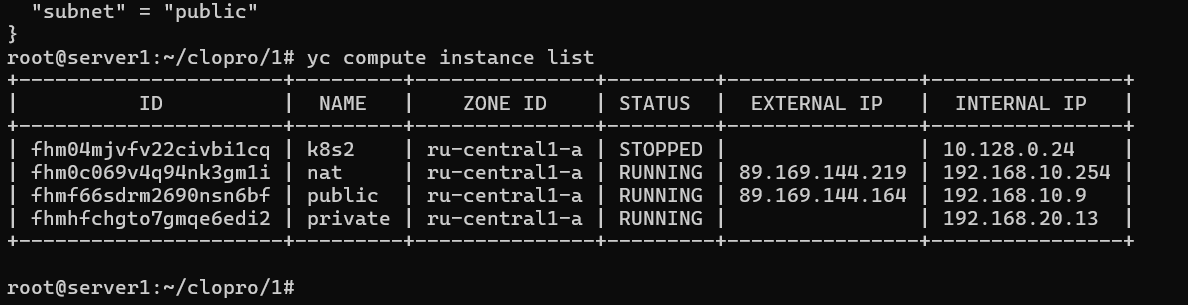 "subnet" = "public"
}
root@server1:~/clopro/1# yc compute instance list
+----------------------+---------+---------------+---------+----------------+----------------+
|          ID          |  NAME   |    ZONE ID    | STATUS  |  EXTERNAL IP   |  INTERNAL IP   |
+----------------------+---------+---------------+---------+----------------+----------------+
| fhm04mjvfv22civbi1cq | k8s2    | ru-central1-a | STOPPED |                | 10.128.0.24    |
| fhm0c069v4q94nk3gm1i | nat     | ru-central1-a | RUNNING | 89.169.144.219 | 192.168.10.254 |
| fhmf66sdrm2690nsn6bf | public  | ru-central1-a | RUNNING | 89.169.144.164 | 192.168.10.9   |
| fhmhfchgto7gmqe6edi2 | private | ru-central1-a | RUNNING |                | 192.168.20.13  |
+----------------------+---------+---------------+---------+----------------+----------------+
root@server1:~/clopro/1#